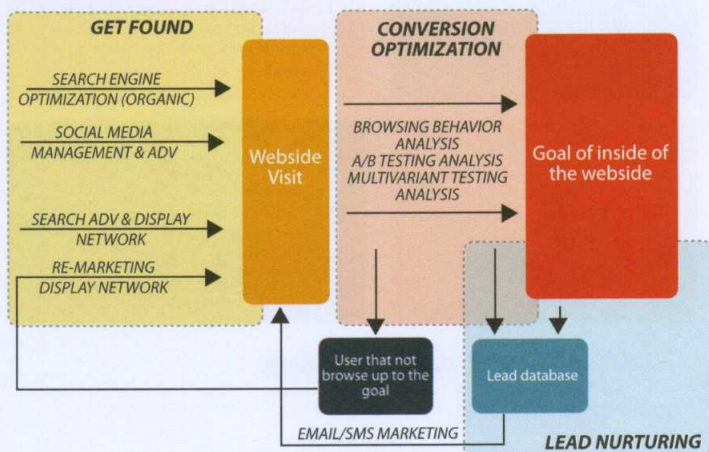 GET FOUND
SEARCH ENGINE
OPTIMIZATION (ORGANIC)
SOCIAL MEDIA
MANAGEMENT & ADV
SEARCH ADV & DISPLAY
NETWORK
RE-MARKETING
DISPLAY NETWORK
Webside
Visit
CONVERSION
OPTIMIZATION
BROWSING BEHAVIOR
ANALYSIS
A/B TESTING ANALYSIS
MULTIVARIANT TESTING
ANALYSIS
Goal of inside of
the webside
User that not
browse up to the
goal
Lead database
EMAIL/SMS MARKETING
LEAD NURTURING